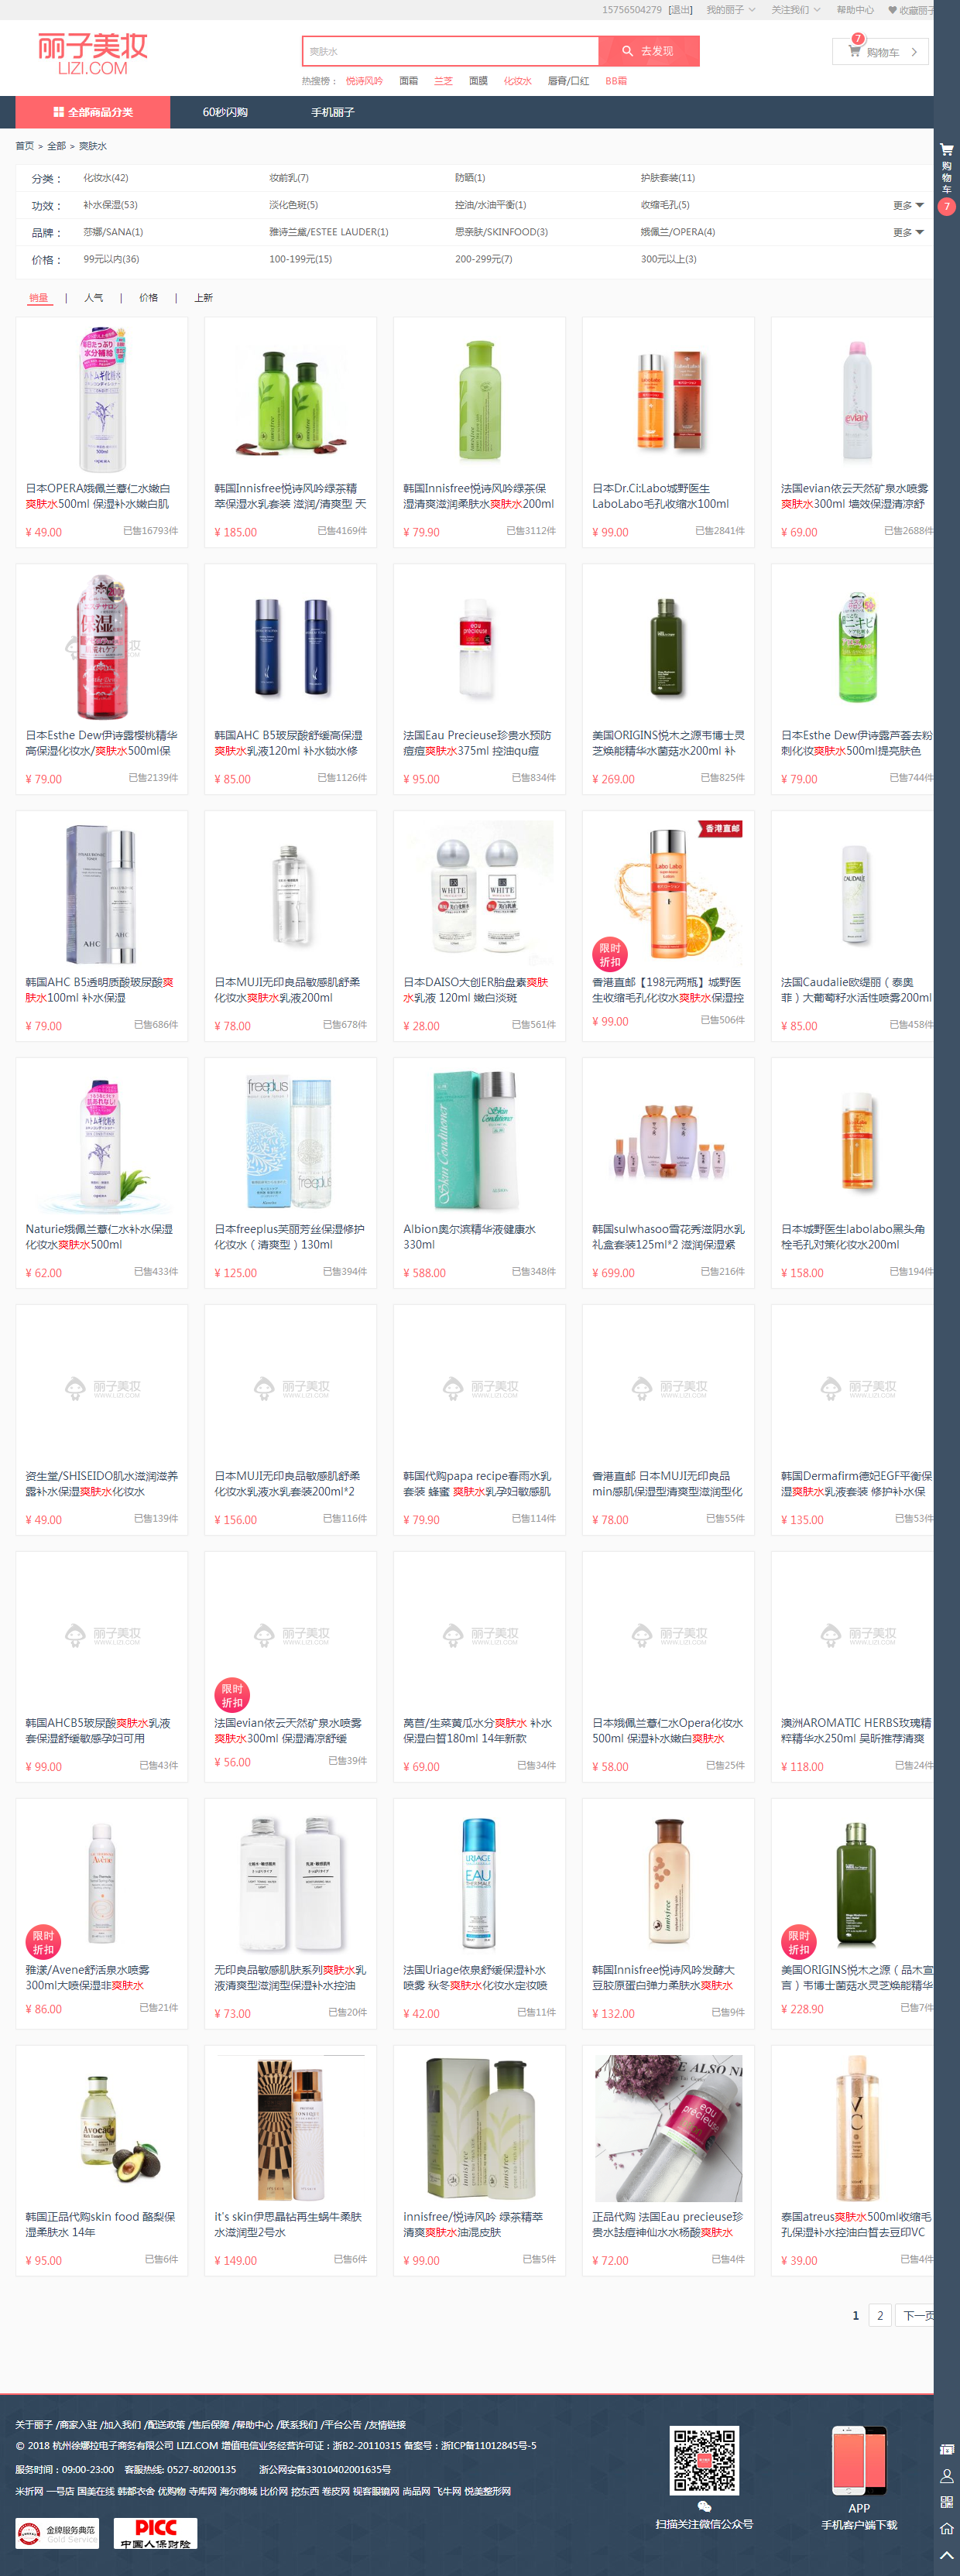 15756504279 [退出] 我的丽子 关注我们 帮助中心 收藏丽子
丽子美妆
LIZI.COM
爽肤水 去发现
7 购物车
热搜榜： 悦诗风吟 面霜 兰芝 面膜 化妆水 唇膏/口红 BB霜
全部商品分类 60秒闪购 手机丽子
首页 > 全部 > 爽肤水
购物车
7
分类： 化妆水(42) 妆前乳(7) 防晒(1) 护肤套装(11)
功效： 补水保湿(53) 淡化色斑(5) 控油/水油平衡(1) 收缩毛孔(5) 更多
品牌： 莎娜/SANA(1) 雅诗兰黛/ESTEE LAUDER(1) 思亲肤/SKINFOOD(3) 娥佩兰/OPERA(4) 更多
价格： 99元以内(36) 100-199元(15) 200-299元(7) 300元以上(3)
销量 | 人气 | 价格 | 上新
日本OPERA娥佩兰薏仁水嫩白
爽肤水500ml 保湿补水嫩白肌
¥ 49.00 已售16793件
韩国Innisfree悦诗风吟绿茶精
萃保湿水乳套装 滋润/清爽型 天
¥ 185.00 已售4169件
韩国Innisfree悦诗风吟绿茶保
湿清爽滋润柔肤水爽肤水200ml
¥ 79.90 已售3112件
日本Dr.Ci:Labo城野医生
LaboLabo毛孔收缩水100ml
¥ 99.00 已售2841件
法国evian依云天然矿泉水喷雾
爽肤水300ml 墙效保湿清凉舒
¥ 69.00 已售2688件
日本Esthe Dew伊诗露樱桃精华
高保湿化妆水/爽肤水500ml保
¥ 79.00 已售2139件
韩国AHC B5玻尿酸舒缓高保湿
爽肤水乳液120ml 补水锁水修
¥ 85.00 已售1126件
法国Eau Precieuse珍贵水预防
痘痘爽肤水375ml 控油qu痘
¥ 95.00 已售834件
美国ORIGINS悦木之源韦博士灵
芝焕能精华水菌菇水200ml 补
¥ 269.00 已售825件
日本Esthe Dew伊诗露芦荟去粉
刺化妆爽肤水500ml提亮肤色
¥ 79.00 已售744件
韩国AHC B5透明质酸玻尿酸爽
肤水100ml 补水保湿
¥ 79.00 已售686件
日本MUJI无印良品敏感肌舒柔
化妆水爽肤水乳液200ml
¥ 78.00 已售678件
日本DAISO大创ER胎盘素爽肤
水乳液 120ml 嫩白淡斑
¥ 28.00 已售561件
香港直邮
限时
折扣
香港直邮【198元两瓶】城野医
生收缩毛孔化妆水爽肤水保湿控
¥ 99.00 已售506件
法国Caudalie欧缇丽（泰奥
菲）大葡萄籽水活性喷雾200ml
¥ 85.00 已售458件
Naturie娥佩兰薏仁水补水保湿
化妆水爽肤水500ml
¥ 62.00 已售433件
日本freeplus芙丽芳丝保湿修护
化妆水（清爽型）130ml
¥ 125.00 已售394件
Albion奥尔滨精华液健康水
330ml
¥ 588.00 已售348件
韩国sulwhasoo雪花秀滋阴水乳
礼盒套装125ml*2 滋润保湿紧
¥ 699.00 已售216件
日本城野医生labolabo黑头角
栓毛孔对策化妆水200ml
¥ 158.00 已售194件
丽子美妆
WWW.LIZI.COM
资生堂/SHISEIDO肌水滋润滋养
露补水保湿爽肤水化妆水
¥ 49.00 已售139件
丽子美妆
WWW.LIZI.COM
日本MUJI无印良品敏感肌舒柔
化妆水乳液水乳套装200ml*2
¥ 156.00 已售116件
丽子美妆
WWW.LIZI.COM
韩国代购papa recipe春雨水乳
套装 蜂蜜 爽肤水乳孕妇敏感肌
¥ 79.90 已售114件
丽子美妆
WWW.LIZI.COM
香港直邮 日本MUJI无印良品
min感肌保湿型清爽型滋润型化
¥ 78.00 已售55件
丽子美妆
WWW.LIZI.COM
韩国Dermafirm德妃EGF平衡保
湿爽肤水乳液套装 修护补水保
¥ 135.00 已售53件
丽子美妆
WWW.LIZI.COM
韩国AHCB5玻尿酸爽肤水乳液
套保湿舒缓敏感孕妇可用
¥ 99.00 已售43件
丽子美妆
WWW.LIZI.COM
限时
折扣
法国evian依云天然矿泉水喷雾
爽肤水300ml 保湿清凉舒缓
¥ 56.00 已售39件
丽子美妆
WWW.LIZI.COM
莴苣/生菜黄瓜水分爽肤水 补水
保湿白皙180ml 14年新款
¥ 69.00 已售34件
丽子美妆
WWW.LIZI.COM
日本娥佩兰薏仁水Opera化妆水
500ml 保湿补水嫩白爽肤水
¥ 58.00 已售25件
丽子美妆
WWW.LIZI.COM
澳洲AROMATIC HERBS玫瑰精
粹精华水250ml 吴昕推荐清爽
¥ 118.00 已售24件
限时
折扣
雅漾/Avene舒活泉水喷雾
300ml大喷保湿非爽肤水
¥ 86.00 已售21件
无印良品敏感肌肤系列爽肤水乳
液清爽型滋润型保湿补水控油
¥ 73.00 已售20件
法国Uriage依泉舒缓保湿补水
喷雾 秋冬爽肤水化妆水定妆喷
¥ 42.00 已售11件
韩国Innisfree悦诗风吟发酵大
豆胶原蛋白弹力柔肤水爽肤水
¥ 132.00 已售9件
限时
折扣
美国ORIGINS悦木之源（品木宣
言）韦博士菌菇水灵芝焕能精华
¥ 228.90 已售7件
韩国正品代购skin food 酪梨保
湿柔肤水 14年
¥ 95.00 已售6件
it's skin伊思晶钻再生蜗牛柔肤
水滋润型2号水
¥ 149.00 已售6件
innisfree/悦诗风吟 绿茶精萃
清爽爽肤水油混皮肤
¥ 99.00 已售5件
正品代购 法国Eau precieuse珍
贵水祛痘神仙水水杨酸爽肤水
¥ 72.00 已售4件
泰国atreus爽肤水500ml收缩毛
孔保湿补水控油白皙去豆印VC
¥ 39.00 已售4件
1 2 下一页
关于丽子 /商家入驻 /加入我们 /配送政策 /售后保障 /帮助中心 /联系我们 /平台公告 /友情链接
© 2018 杭州徐娜拉电子商务有限公司 LIZI.COM 增值电信业务经营许可证：浙B2-20110315 备案号：浙ICP备11012845号-5
服务时间：09:00-23:00 客服热线: 0527-80200135 浙公网安备33010402001635号
米折网 一号店 国美在线 韩都衣舍 优购物 寺库网 海尔商城 比价网 挖东西 卷皮网 视客眼镜网 尚品网 飞牛网 悦美整形网
金牌服务典范
Gold Service
PICC
中国人保财险
扫描关注微信公众号
APP
手机客户端下载